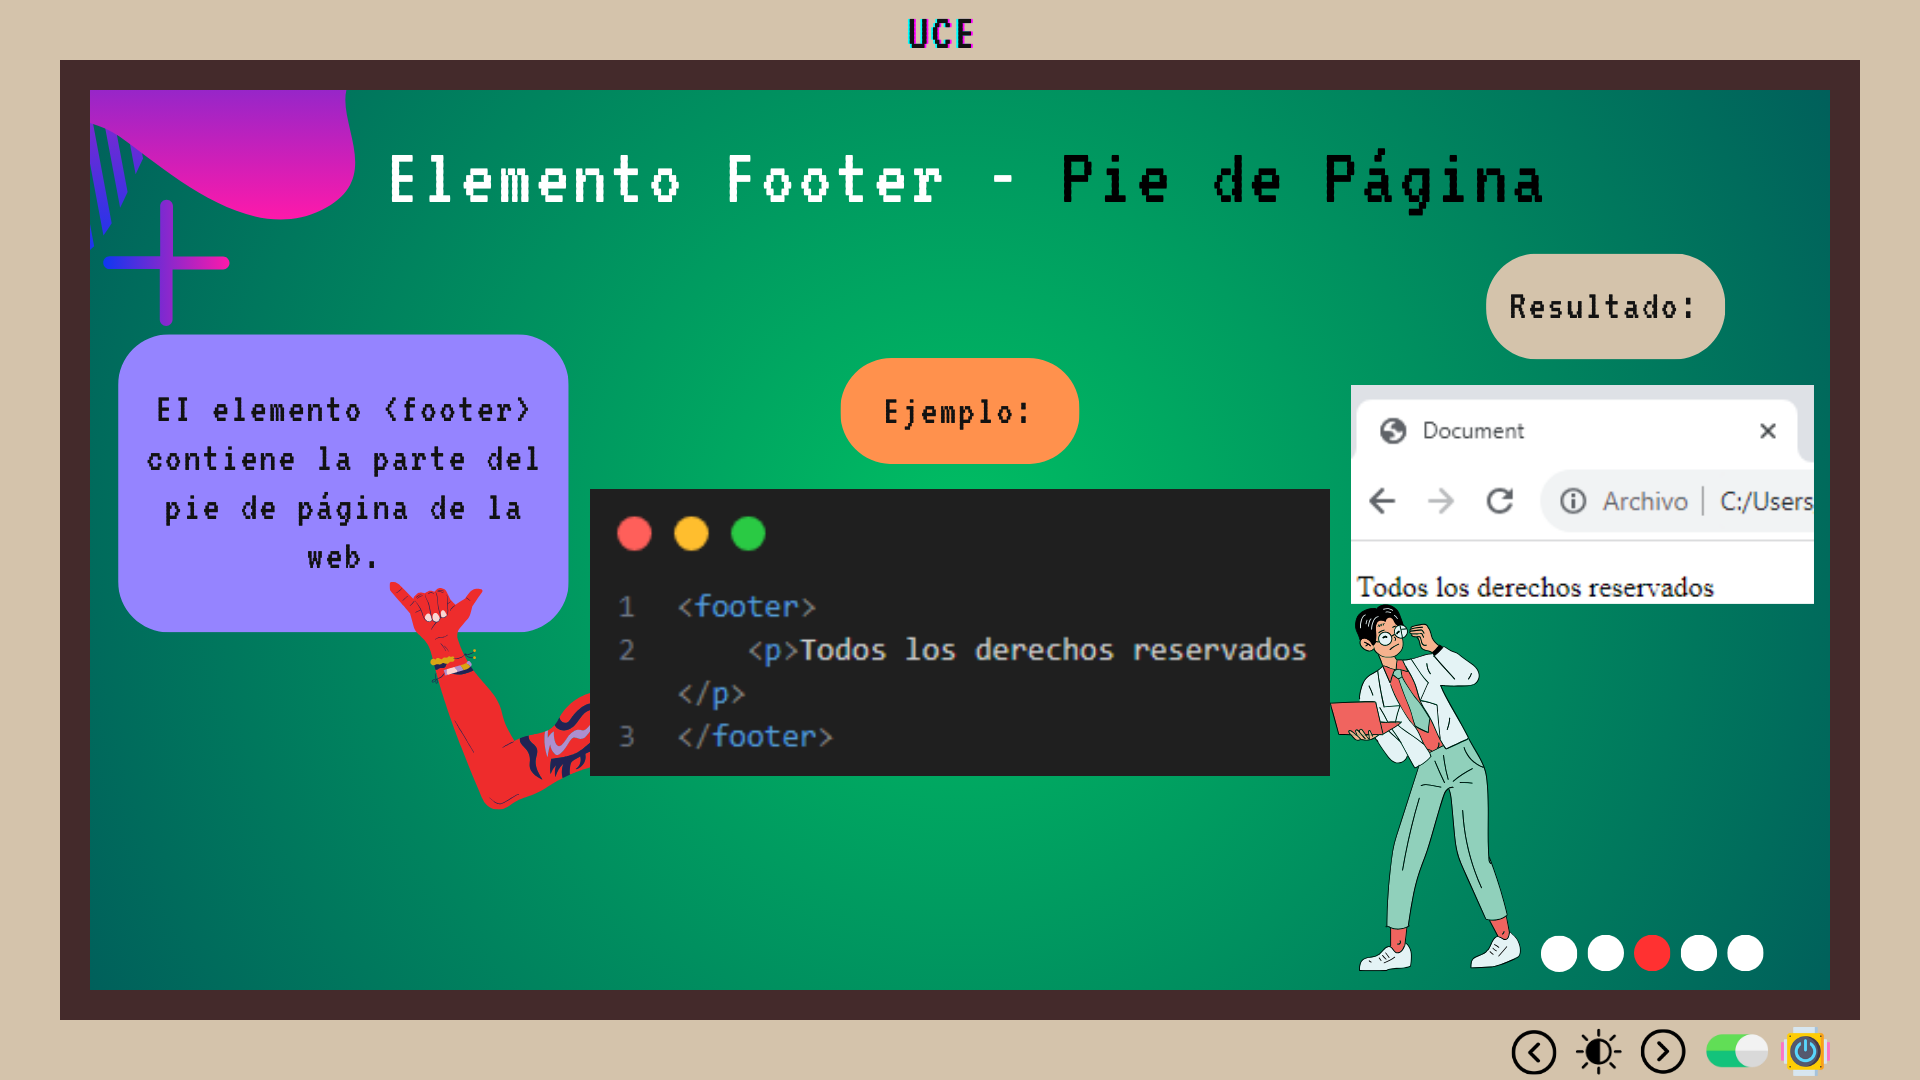 UCE
Elemento Footer - Pie de Página
Resultado:
El elemento <footer>
contiene la parte del
pie de página de la
web.
Ejemplo:
1 <footer>
2 <p>Todos los derechos reservados
</p>
3 </footer>
Document
Archivo | C:/Users
Todos los derechos reservados